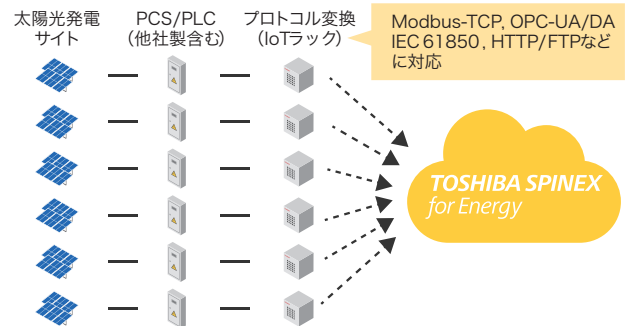 太陽光発電
サイト
PCS/PLC
(他社製含む)
プロトコル変換
(IoTラック)
Modbus-TCP, OPC-UA/DA
IEC 61850, HTTP/FTPなど
に対応
TOSHIBA SPINEX
for Energy